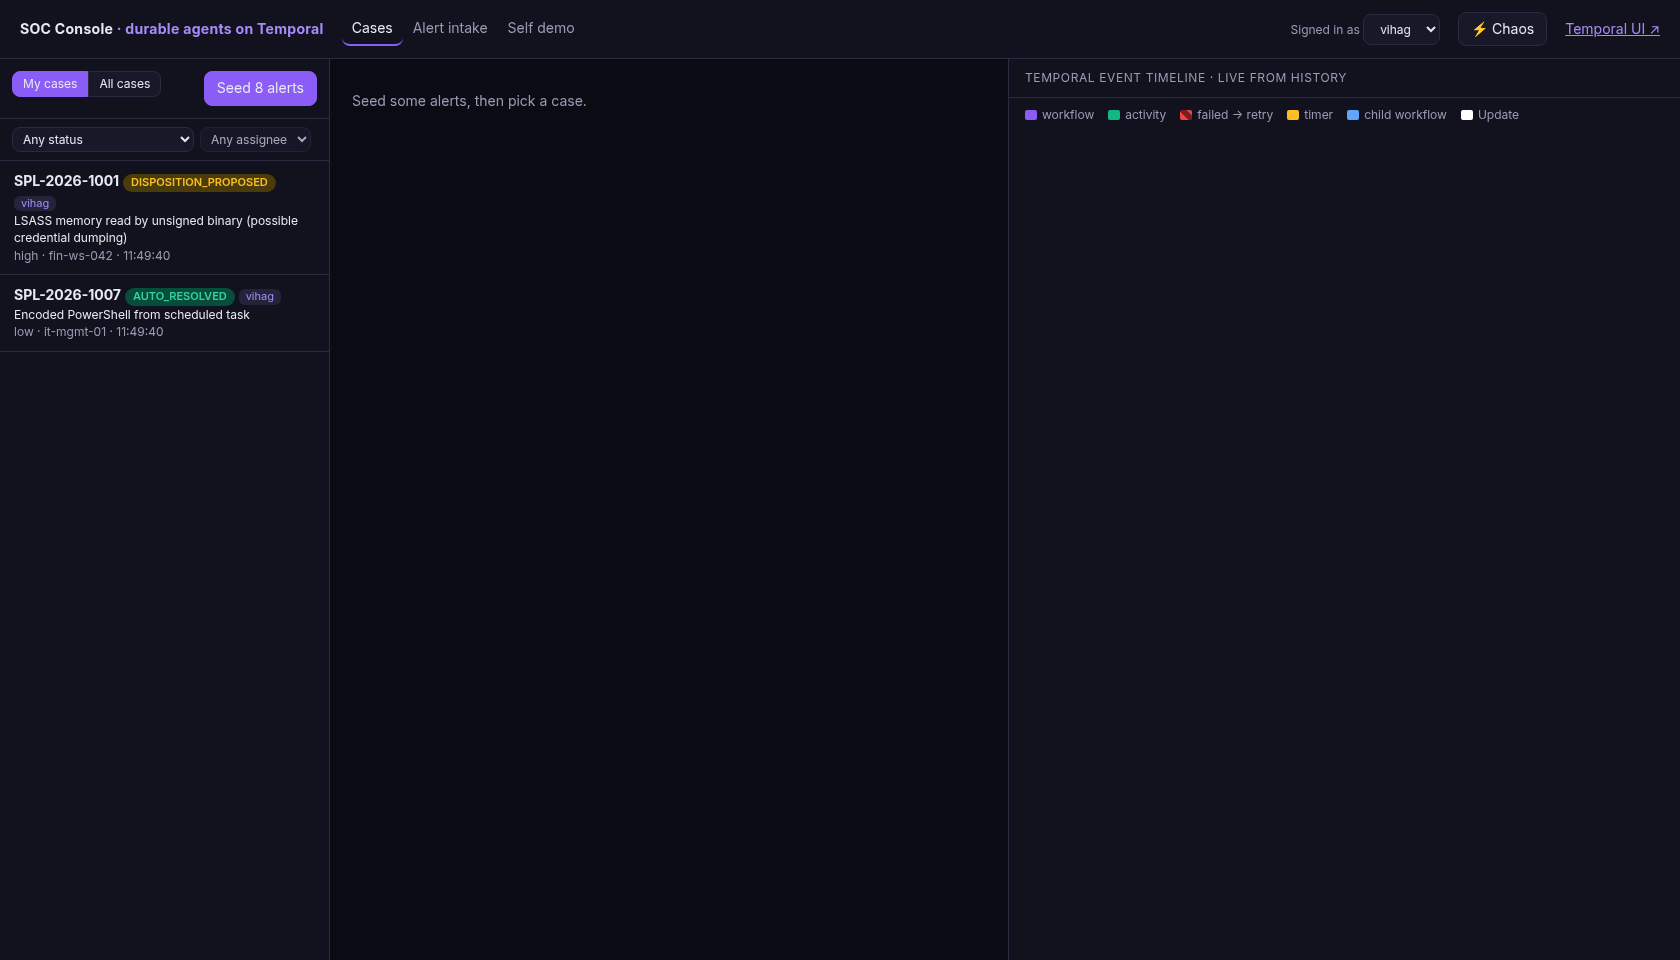 SOC Console · durable agents on Temporal
Cases
Alert intake
Self demo
Signed in as
vihag
⚡ Chaos
Temporal UI ↗
My cases
All cases
Seed 8 alerts
Any status
Any assignee
SPL-2026-1001 DISPOSITION_PROPOSED
vihag
LSASS memory read by unsigned binary (possible
credential dumping)
high · fin-ws-042 · 11:49:40
SPL-2026-1007 AUTO_RESOLVED vihag
Encoded PowerShell from scheduled task
low · it-mgmt-01 · 11:49:40
Seed some alerts, then pick a case.
TEMPORAL EVENT TIMELINE · LIVE FROM HISTORY
workflow
activity
failed → retry
timer
child workflow
Update